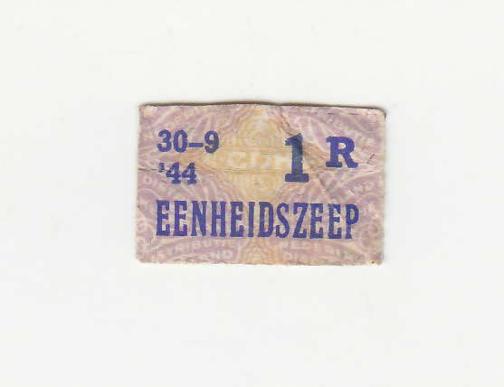 30-9 1 R
'44
EENHEIDSZEEP